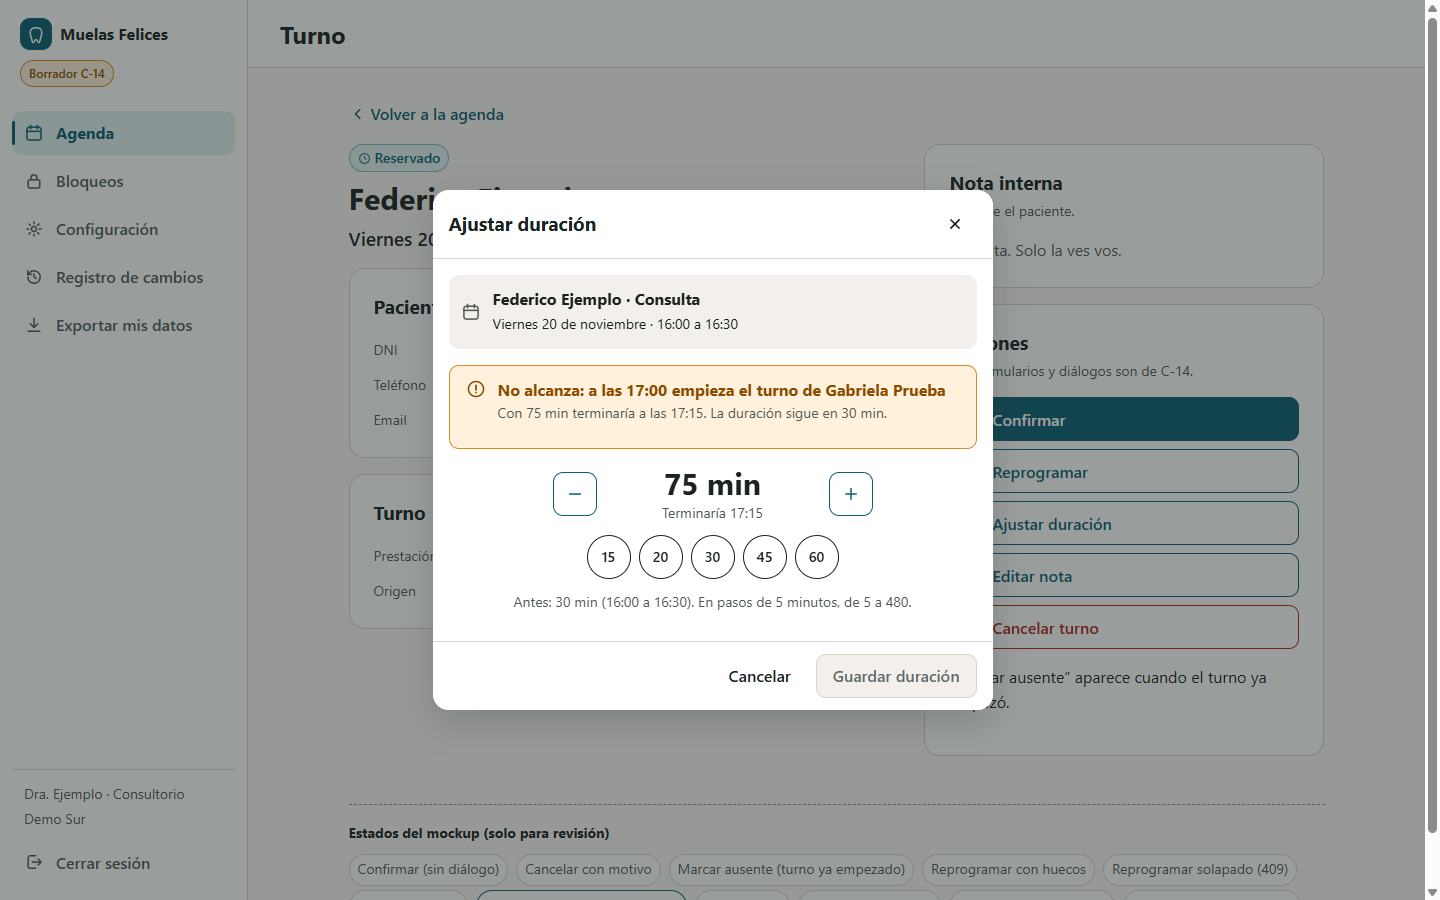 Muelas Felices
Borrador C-14
Agenda
Bloqueos
Configuración
Registro de cambios
Exportar mis datos
Dra. Ejemplo · Consultorio
Demo Sur
Cerrar sesión
Turno
Volver a la agenda
Reservado
Viernes 20
DNI
Teléfono
Email
Turno
Origen
Nota interna
e el paciente.
ta. Solo la ves vos.
mularios y diálogos son de C-14.
Confirmar
Reprogramar
Ajustar duración
Editar nota
Cancelar turno
ar ausente” aparece cuando el turno ya
Ajustar duración
Federico Ejemplo · Consulta
Viernes 20 de noviembre · 16:00 a 16:30
No alcanza: a las 17:00 empieza el turno de Gabriela Prueba
Con 75 min terminaría a las 17:15. La duración sigue en 30 min.
75 min
Terminaría 17:15
15 20 30 45 60
Antes: 30 min (16:00 a 16:30). En pasos de 5 minutos, de 5 a 480.
Cancelar
Guardar duración
Estados del mockup (solo para revisión)
Confirmar (sin diálogo)
Cancelar con motivo
Marcar ausente (turno ya empezado)
Reprogramar con huecos
Reprogramar solapado (409)